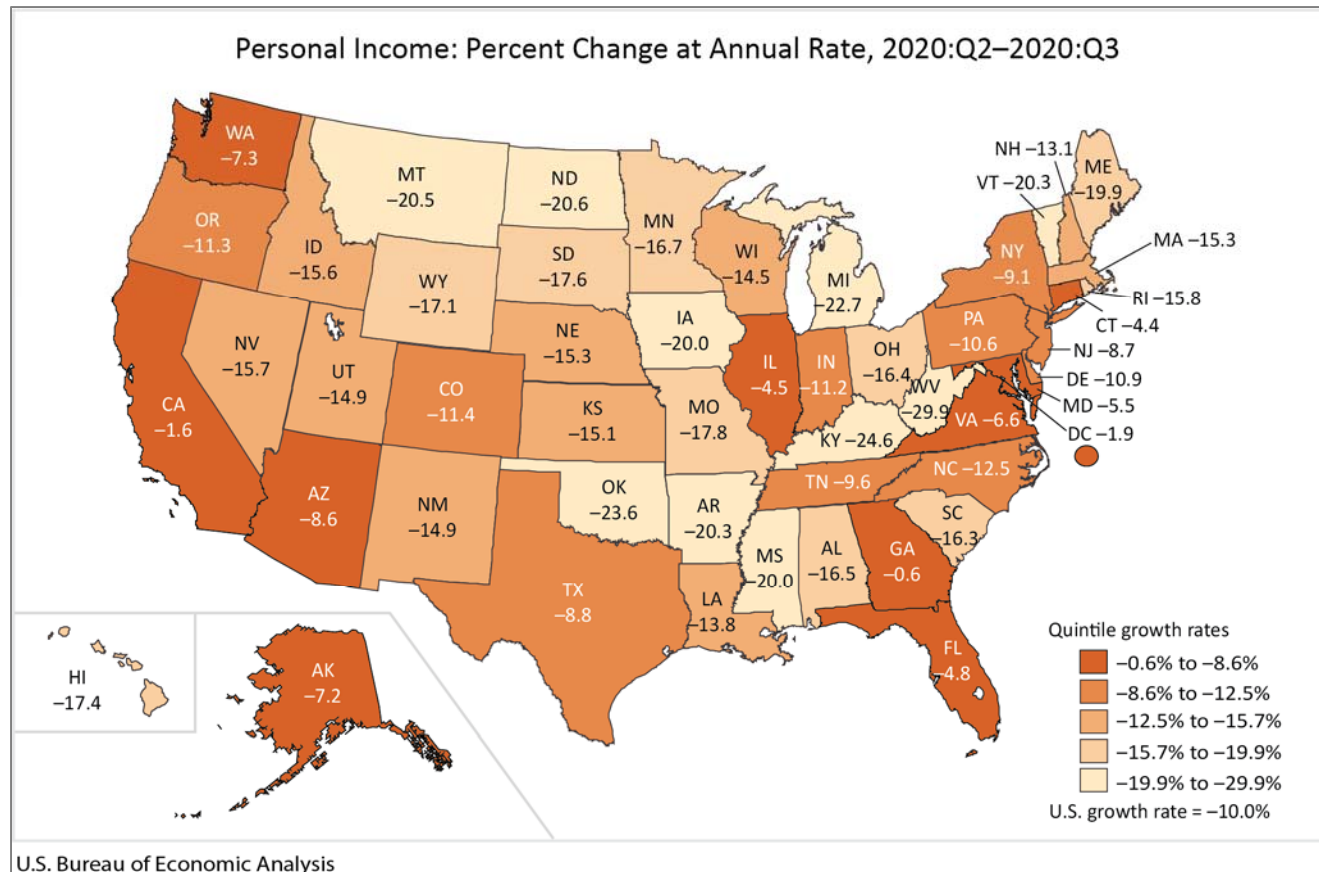 Personal Income: Percent Change at Annual Rate, 2020:Q2–2020:Q3
WA
–7.3
MT
–20.5
ND
–20.6
MN
–16.7
NH –13.1
VT –20.3
ME
–19.9
OR
–11.3
ID
–15.6
WY
–17.1
SD
–17.6
WI
–14.5
MI
–22.7
NY
–9.1
MA –15.3
RI –15.8
CT –4.4
NJ –8.7
DE –10.9
MD –5.5
DC –1.9
NV
–15.7
UT
–14.9
CO
–11.4
NE
–15.3
IA
–20.0
IL
–4.5
IN
–11.2
OH
–16.4
PA
–10.6
WV
–29.9
VA –6.6
CA
–1.6
KS
–15.1
MO
–17.8
KY –24.6
AZ
–8.6
NM
–14.9
OK
–23.6
AR
–20.3
TN –9.6
NC –12.5
SC
–16.3
TX
–8.8
LA
–13.8
MS
–20.0
AL
–16.5
GA
–0.6
FL
–4.8
HI
–17.4
AK
–7.2
Quintile growth rates
–0.6% to –8.6%
–8.6% to –12.5%
–12.5% to –15.7%
–15.7% to –19.9%
–19.9% to –29.9%
U.S. growth rate = –10.0%
U.S. Bureau of Economic Analysis